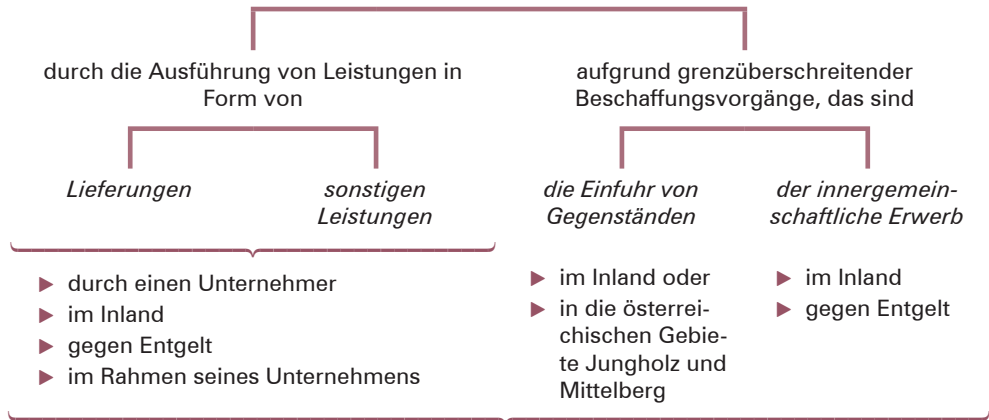 durch die Ausführung von Leistungen in
Form von
aufgrund grenzüberschreitender
Beschaffungsvorgänge, das sind
Lieferungen
sonstigen
Leistungen
die Einfuhr von
Gegenständen
der innergemein-
schaftliche Erwerb
▶ durch einen Unternehmer
▶ im Inland
▶ gegen Entgelt
▶ im Rahmen seines Unternehmens
▶ im Inland oder
▶ in die österrei-
chischen Gebie-
te Jungholz und
Mittelberg
▶ im Inland
▶ gegen Entgelt